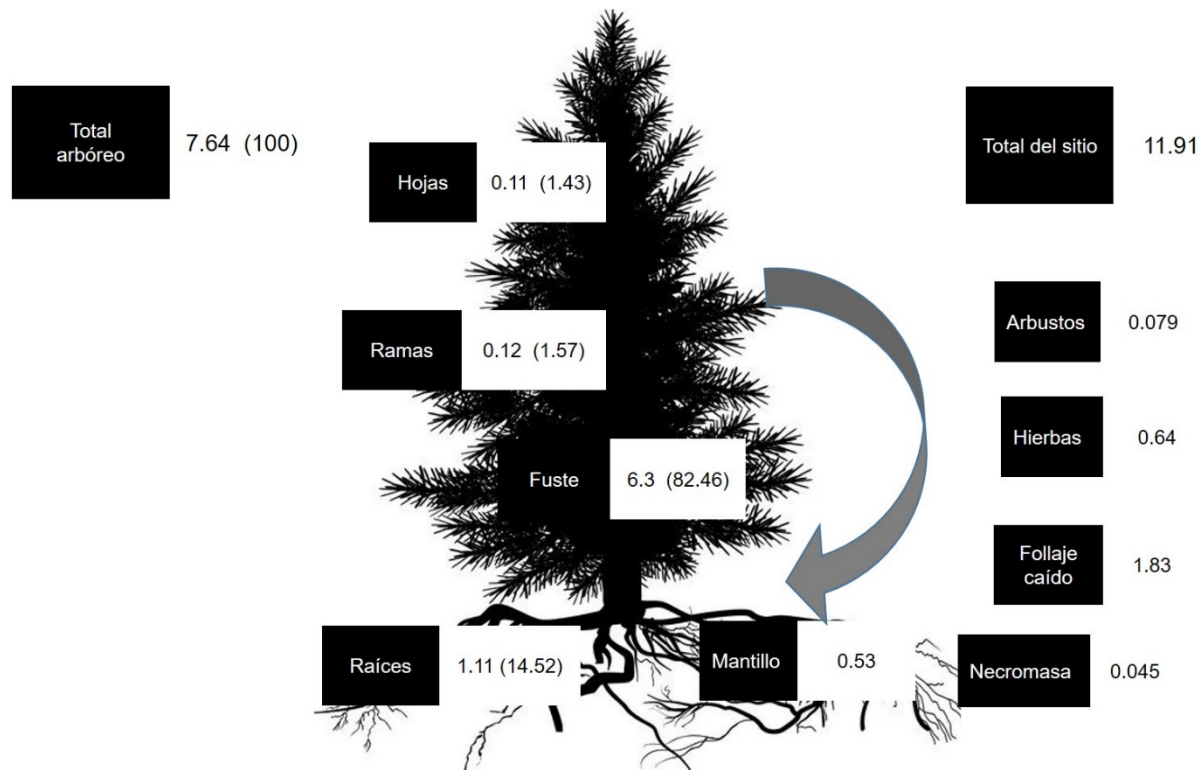 Total
arbóreo
7.64 (100)
Total del sitio
11.91
Hojas
0.11 (1.43)
Arbustos
0.079
Ramas
0.12 (1.57)
Hierbas
0.64
Fuste
6.3 (82.46)
Follaje
caído
1.83
Raíces
1.11 (14.52)
Mantillo
0.53
Necromasa
0.045